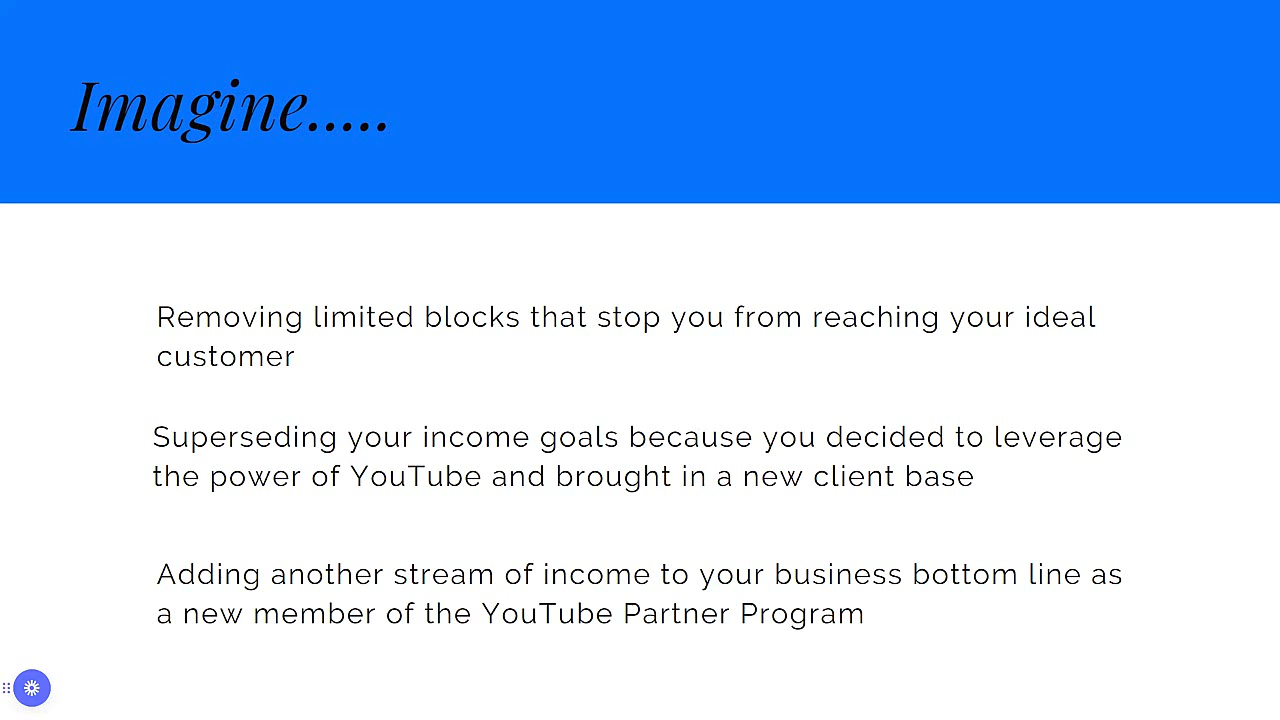 Imagine.....
Removing limited blocks that stop you from reaching your ideal
customer
Superseding your income goals because you decided to leverage
the power of YouTube and brought in a new client base
Adding another stream of income to your business bottom line as
a new member of the YouTube Partner Program